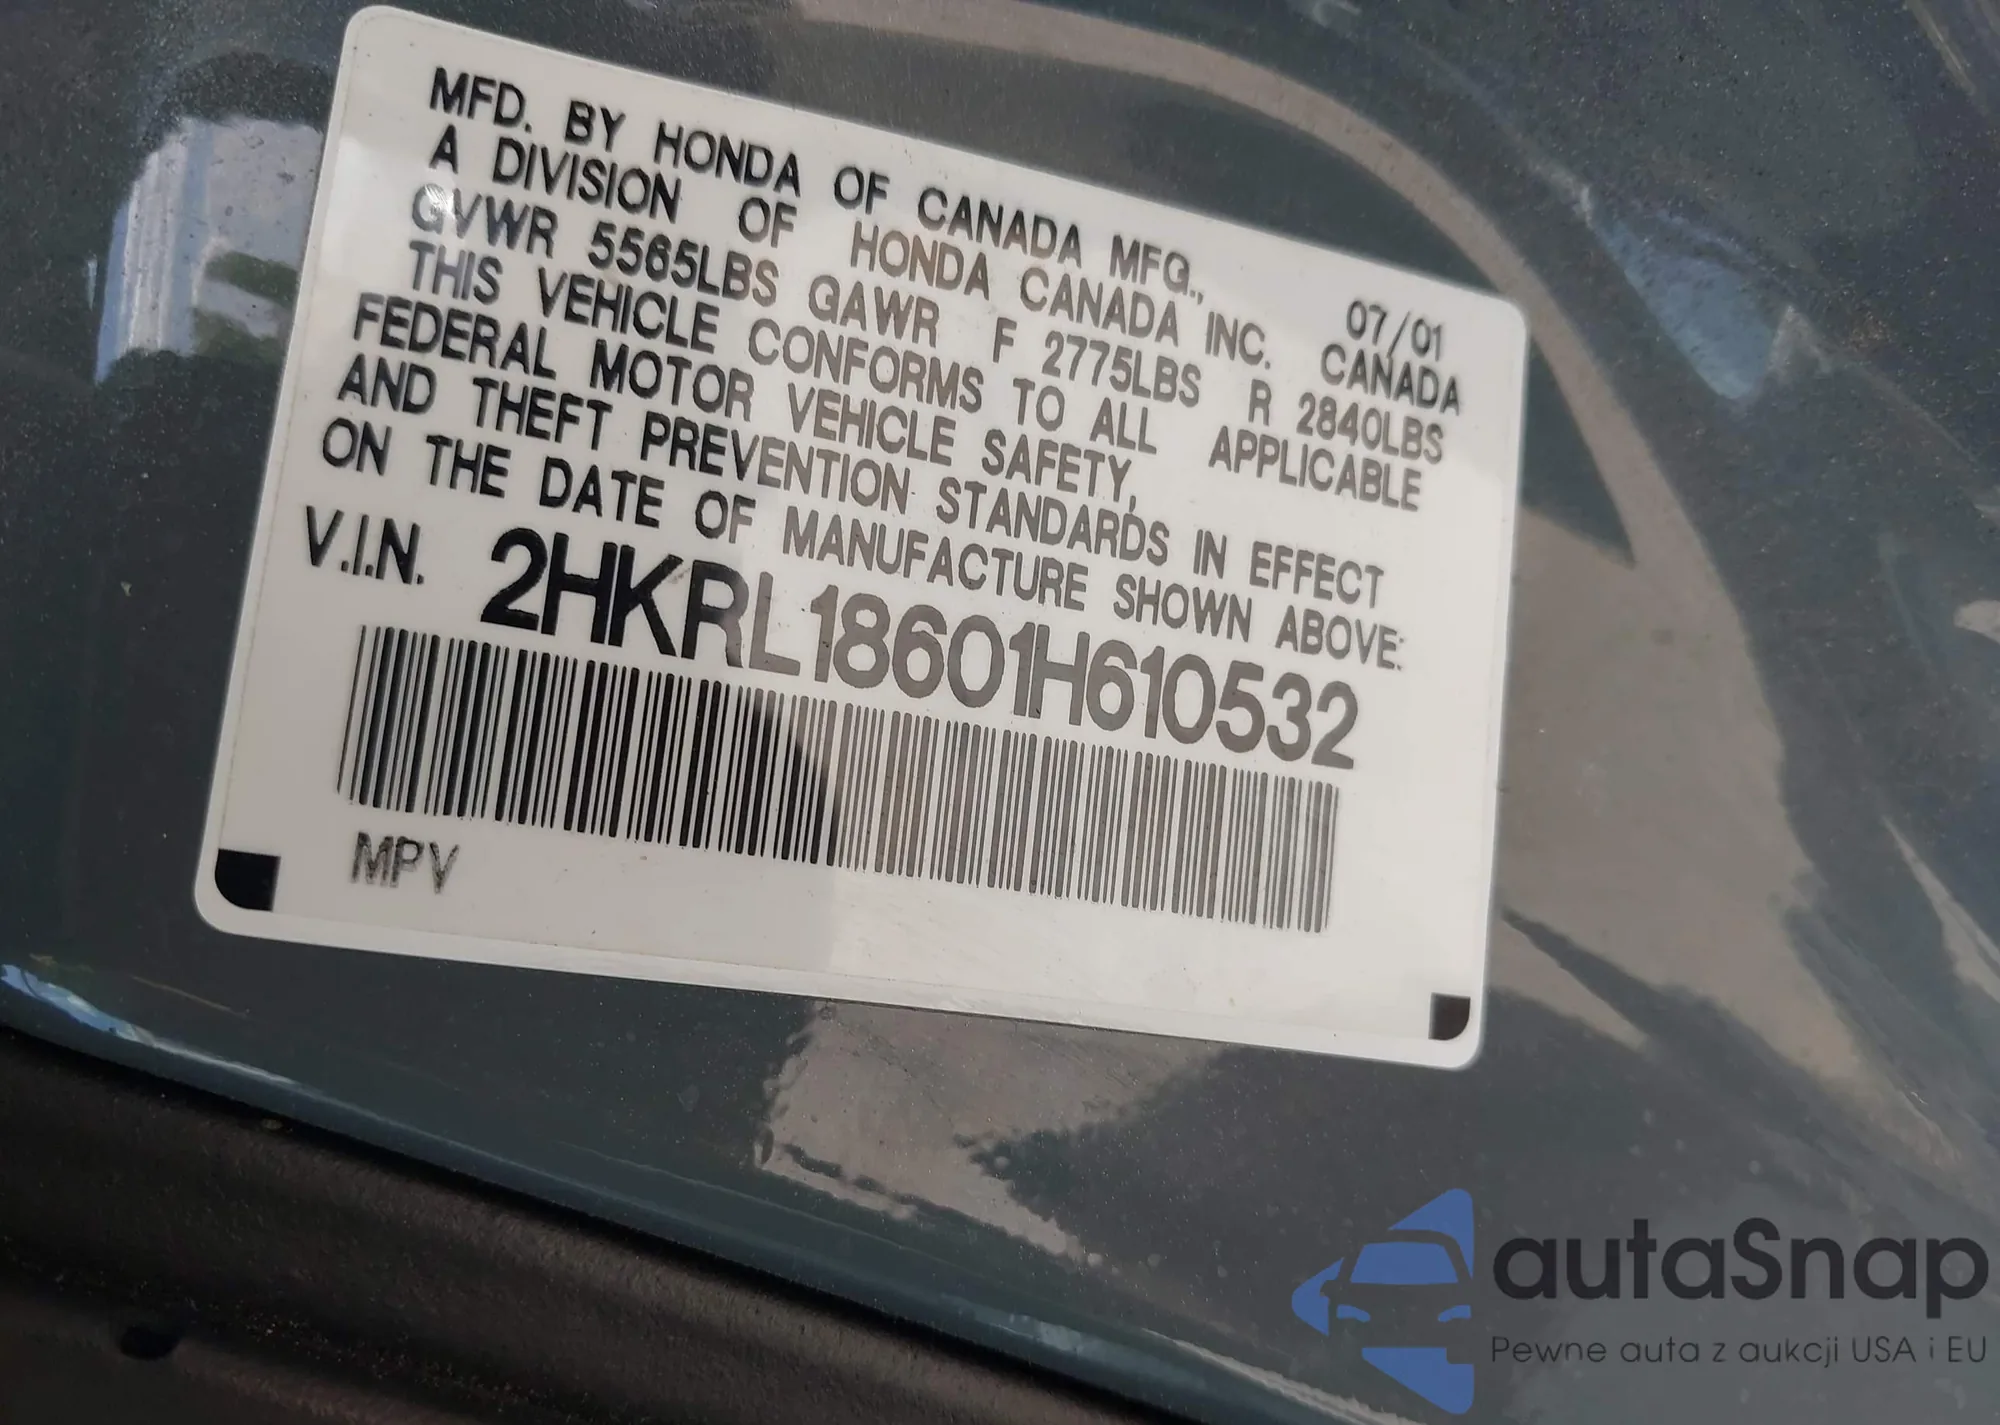 MFD. BY HONDA OF CANADA MFG., 07/01
A DIVISION OF HONDA CANADA INC. CANADA
GVWR 5565LBS GAWR F 2775LBS R 2840LBS
THIS VEHICLE CONFORMS TO ALL APPLICABLE
FEDERAL MOTOR VEHICLE SAFETY,
AND THEFT PREVENTION STANDARDS IN EFFECT
ON THE DATE OF MANUFACTURE SHOWN ABOVE:
V.I.N. 2HKRL18601H610532
MPV
autaSnap
Pewne auta z aukcji USA i EU